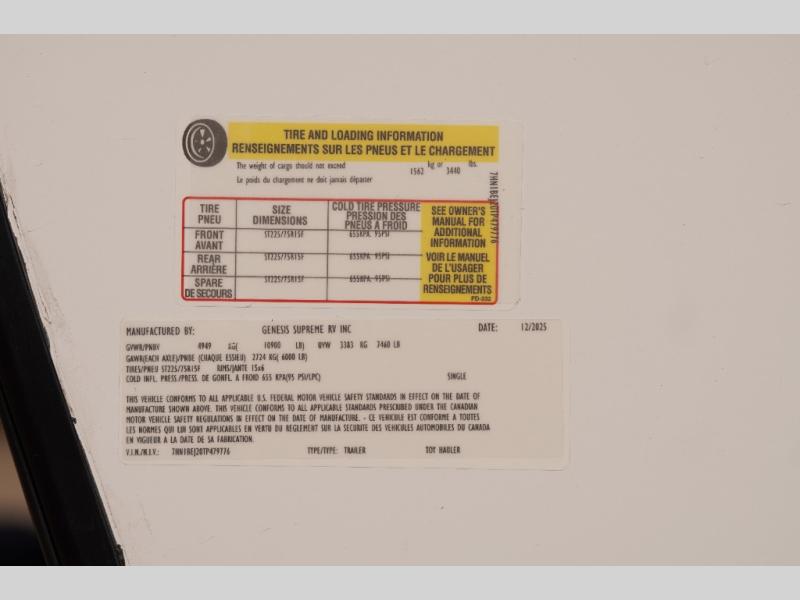 TIRE AND LOADING INFORMATION
RENSEIGNEMENTS SUR LES PNEUS ET LE CHARGEMENT
The weight of cargo should not exceed 1562 kg or 3440 lbs.
Le poids du chargement ne doit jamais dépasser
TIRE PNEU SIZE DIMENSIONS COLD TIRE PRESSURE PRESSION DES PNEUS A FROID
FRONT AVANT ST225/75R15F 655KPA, 95PSI
REAR ARRIÈRE ST225/75R15F 655KPA, 95PSI
SPARE DE SECOURS ST225/75R15F 655KPA, 95PSI
SEE OWNER'S
MANUAL FOR
ADDITIONAL
INFORMATION
VOIR LE MANUEL
DE L'USAGER
POUR PLUS DE
RENSEIGNEMENTS
PD-232
7HN1BEJ20TP479776
MANUFACTURED BY: GENESIS SUPREME RV INC DATE: 12/2025
GVWR/PNBV 4949 KG( 10900 LB) UVW 3383 KG 7460 LB
GAWR(EACH AXLE)/PNBE (CHAQUE ESSIEU) 2724 KG( 6000 LB)
TIRES/PNEU ST225/75R15F RIMS/JANTE 15x6
COLD INFL. PRESS./PRESS. DE GONFL. A FROID 655 KPA(95 PSI/LPC) SINGLE
THIS VEHICLE CONFORMS TO ALL APPLICABLE U.S. FEDERAL MOTOR VEHICLE SAFETY STANDARDS IN EFFECT ON THE DATE OF
MANUFACTURE SHOWN ABOVE. THIS VEHICLE CONFORMS TO ALL APPLICABLE STANDARDS PRESCRIBED UNDER THE CANADIAN
MOTOR VEHICLE SAFETY REGULATIONS IN EFFECT ON THE DATE OF MANUFACTURE. - CE VEHICULE EST CONFORME A TOUTES
LES NORMES QUI LUI SONT APPLICABLES EN VERTU DU REGLEMENT SUR LA SECURITE DES VEHICULES AUTOMOBILES DU CANADA
EN VIGUEUR A LA DATE DE SA FABRICATION.
V.I.N./N.I.V.: 7HN1BEJ20TP479776 TYPE/TYPE: TRAILER TOY HAULER